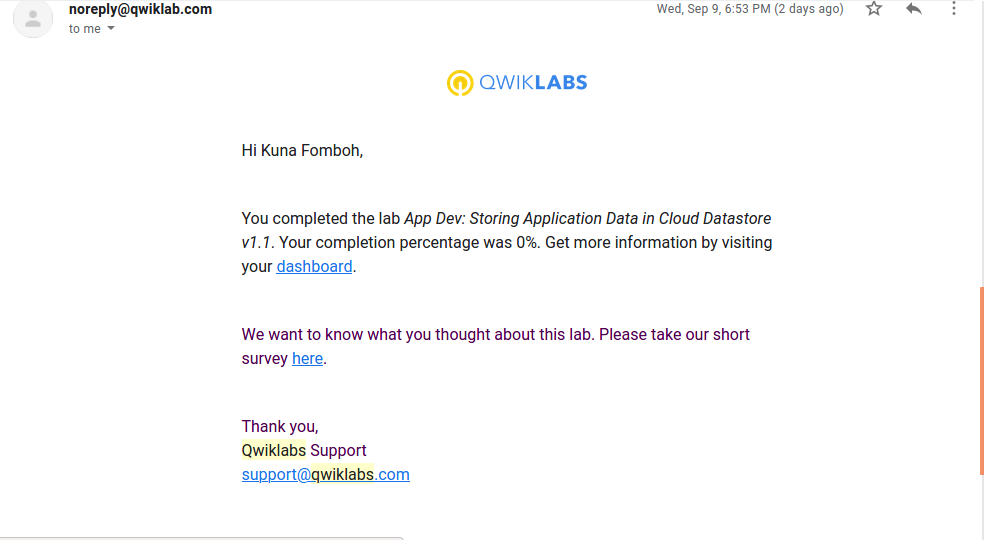 noreply@qwiklab.com
Wed, Sep 9, 6:53 PM (2 days ago)
to me
QWIKLABS
Hi Kuna Fomboh,
You completed the lab App Dev: Storing Application Data in Cloud Datastore
v1.1. Your completion percentage was 0%. Get more information by visiting
your dashboard.
We want to know what you thought about this lab. Please take our short
survey here.
Thank you,
Qwiklabs Support
support@qwiklabs.com